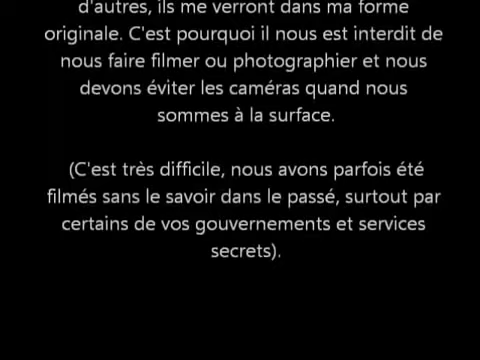 d'autres, ils me verront dans ma forme
originale. C'est pourquoi il nous est interdit de
nous faire filmer ou photographier et nous
devons éviter les caméras quand nous
sommes à la surface.
(C'est très difficile, nous avons parfois été
filmés sans le savoir dans le passé, surtout par
certains de vos gouvernements et services
secrets).